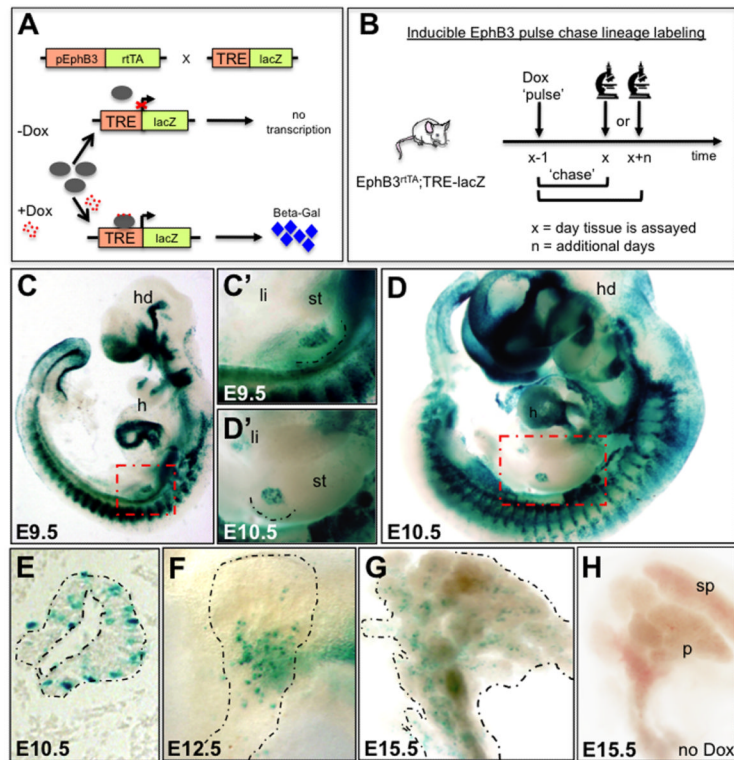 A
pEphB3 rtTA X TRE lacZ
-Dox
TRE lacZ
no
transcription
+Dox
TRE lacZ
Beta-Gal
B
Inducible EphB3 pulse chase lineage labeling
Dox
‘pulse’
or
x-1 x x+n time
‘chase’
EphB3rtTA;TRE-lacZ
x = day tissue is assayed
n = additional days
C
hd
h
E9.5
C’
li
st
E9.5
D’
li
st
E10.5
D
hd
h
E10.5
E
E10.5
F
E12.5
G
E15.5
H
sp
p
E15.5
no Dox